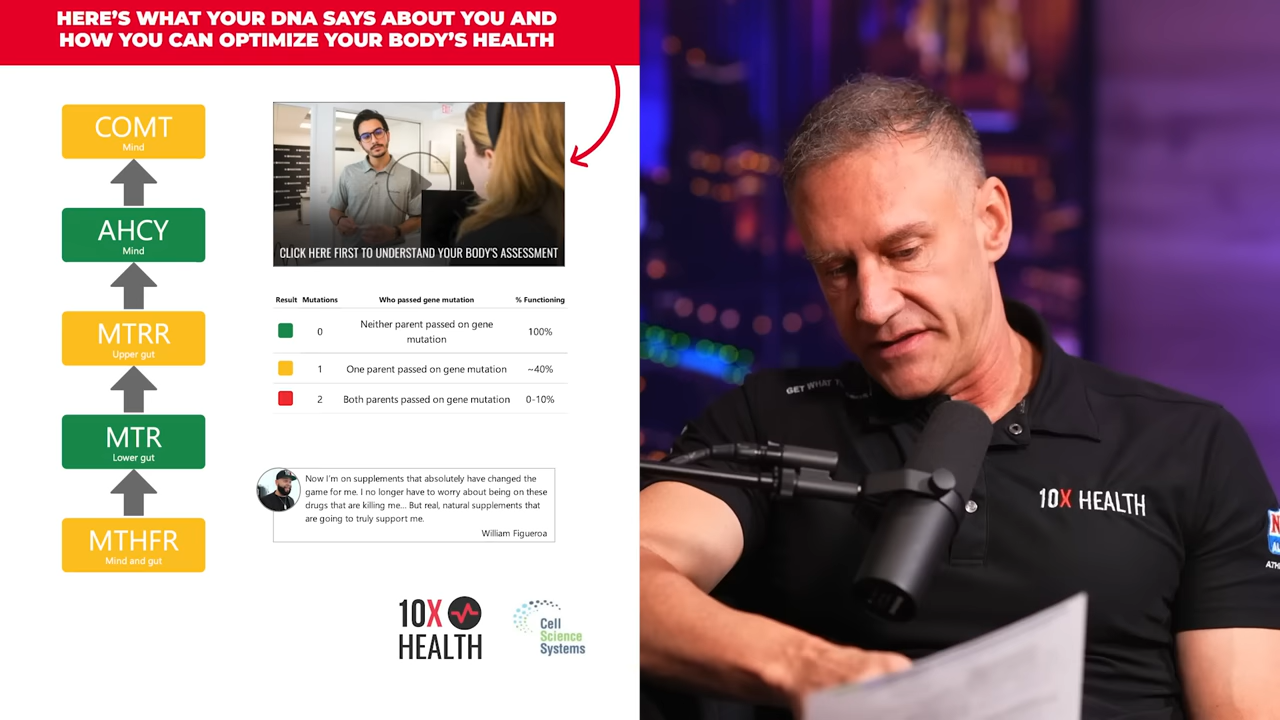 HERE'S WHAT YOUR DNA SAYS ABOUT YOU AND
HOW YOU CAN OPTIMIZE YOUR BODY'S HEALTH
COMT
Mind
AHCY
Mind
MTRR
Upper gut
MTR
Lower gut
MTHFR
Mind and gut
CLICK HERE FIRST TO UNDERSTAND YOUR BODY'S ASSESSMENT
Result Mutations Who passed gene mutation % Functioning
0 Neither parent passed on gene mutation 100%
1 One parent passed on gene mutation ~40%
2 Both parents passed on gene mutation 0-10%
Now I'm on supplements that absolutely have changed the
game for me. I no longer have to worry about being on these
drugs that are killing me... But real, natural supplements that
are going to truly support me.
William Figueroa
10X
HEALTH
Cell
Science
Systems
GET WHAT
10X HEALTH